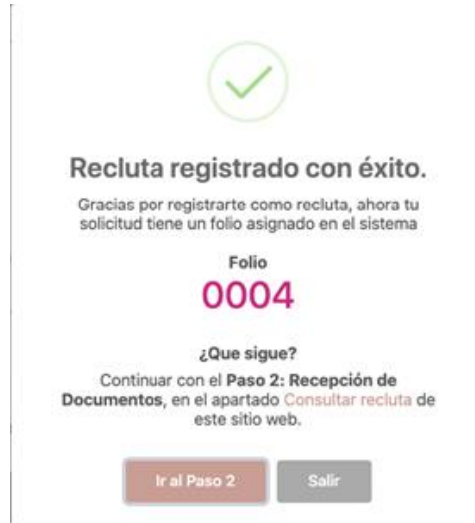 Recluta registrado con éxito.
Gracias por registrarte como recluta, ahora tu
solicitud tiene un folio asignado en el sistema
Folio
0004
¿Que sigue?
Continuar con el Paso 2: Recepción de
Documentos, en el apartado Consultar recluta de
este sitio web.
Ir al Paso 2 Salir